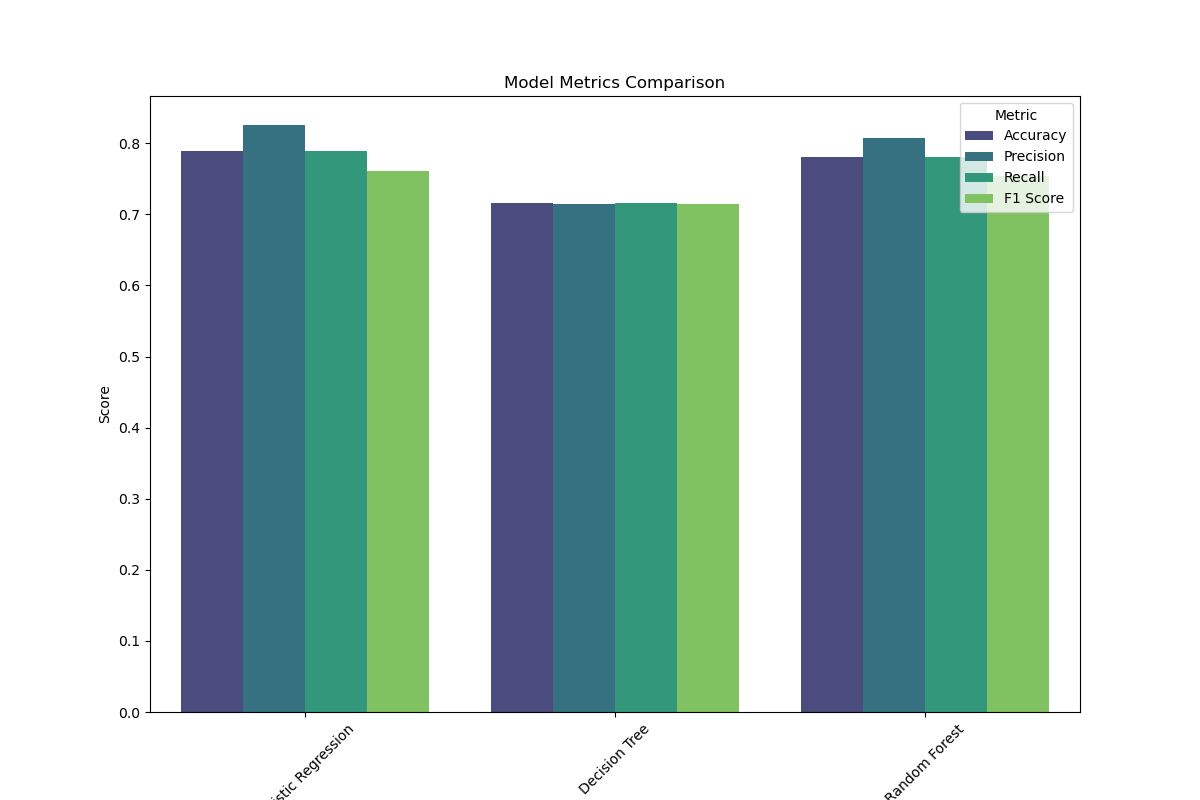 Model Metrics Comparison
Metric
Accuracy
Precision
Recall
F1 Score
Score
0.8
0.7
0.6
0.5
0.4
0.3
0.2
0.1
0.0
istic Regression
Decision Tree
Random Forest